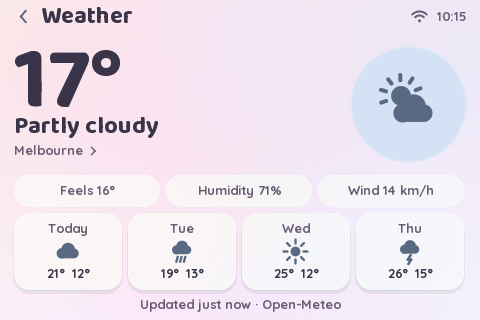 Weather
10:15
17°
Partly cloudy
Melbourne
Feels 16°
Humidity 71%
Wind 14 km/h
Today
21° 12°
Tue
19° 13°
Wed
25° 12°
Thu
26° 15°
Updated just now · Open-Meteo